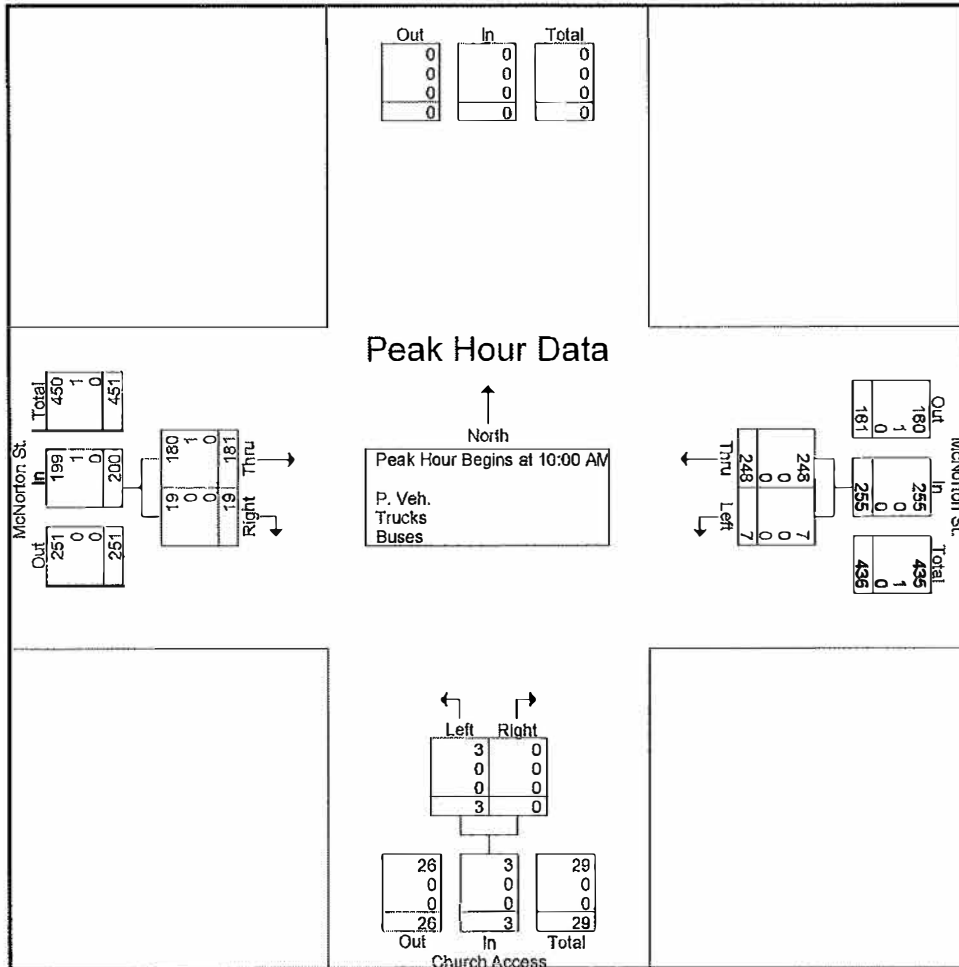 Out In Total
0 0 0
0 0 0
0 0 0
0 0 0
Peak Hour Data
North
Peak Hour Begins at 10:00 AM
P. Veh.
Trucks
Buses
McNorton St.
Out In Total
251 199 450
0 1 1
0 0 0
251 200 451
Right Thru
19 180
0 1
0 0
19 181
McNorton St.
Out In Total
180 255 435
1 0 1
0 0 0
181 255 436
Thru Left
248 7
0 0
0 0
248 7
Left Right
3 0
0 0
0 0
3 0
26 3 29
0 0 0
0 0 0
26 3 29
Out In Total
Church Access